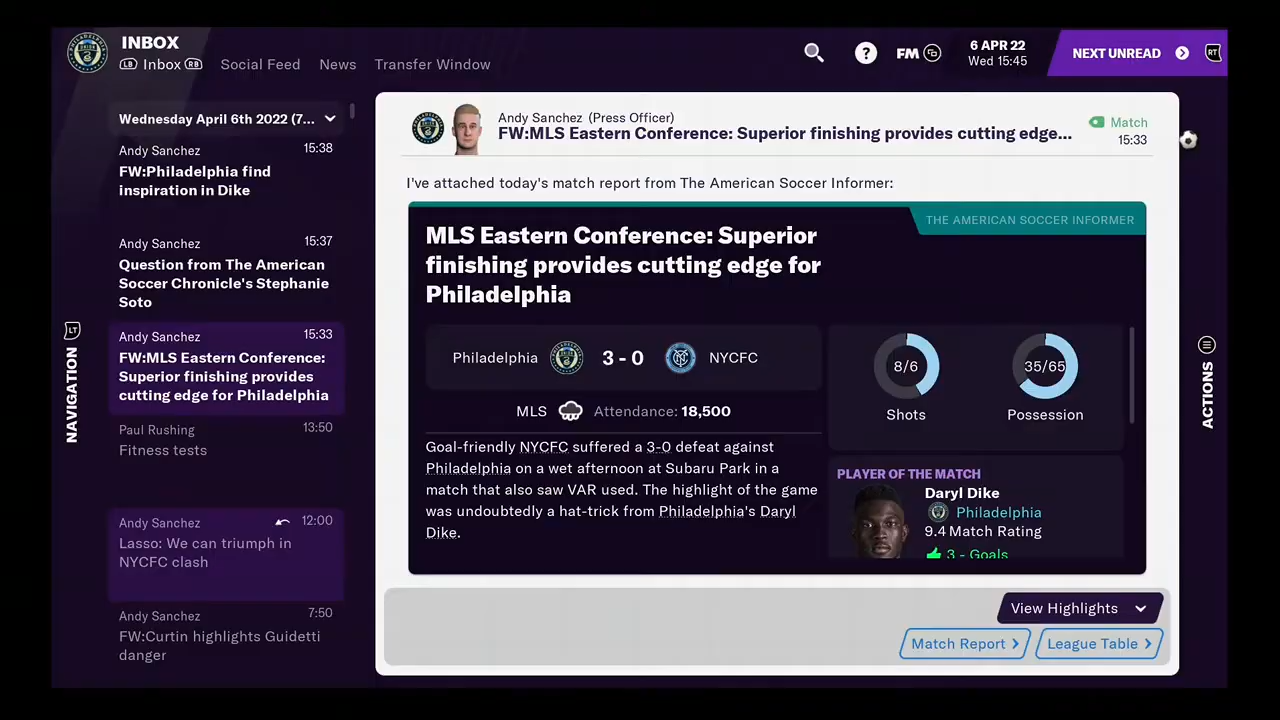 INBOX
LB Inbox RB
Social Feed
News
Transfer Window
FM
6 APR 22
Wed 15:45
NEXT UNREAD
RT
Wednesday April 6th 2022 (7...
Andy Sanchez 15:38
FW:Philadelphia find
inspiration in Dike
Andy Sanchez 15:37
Question from The American
Soccer Chronicle's Stephanie
Soto
Andy Sanchez 15:33
FW:MLS Eastern Conference:
Superior finishing provides
cutting edge for Philadelphia
Paul Rushing 13:50
Fitness tests
Andy Sanchez 12:00
Lasso: We can triumph in
NYCFC clash
Andy Sanchez 7:50
FW:Curtin highlights Guidetti
danger
LT
NAVIGATION
Andy Sanchez (Press Officer)
FW:MLS Eastern Conference: Superior finishing provides cutting edge...
Match
15:33
I've attached today's match report from The American Soccer Informer:
THE AMERICAN SOCCER INFORMER
MLS Eastern Conference: Superior
finishing provides cutting edge for
Philadelphia
Philadelphia 3 - 0 NYCFC
MLS Attendance: 18,500
Goal-friendly NYCFC suffered a 3-0 defeat against
Philadelphia on a wet afternoon at Subaru Park in a
match that also saw VAR used. The highlight of the game
was undoubtedly a hat-trick from Philadelphia's Daryl
Dike.
8/6
Shots
35/65
Possession
PLAYER OF THE MATCH
Daryl Dike
Philadelphia
9.4 Match Rating
3 - Goals
View Highlights
Match Report
League Table
ACTIONS